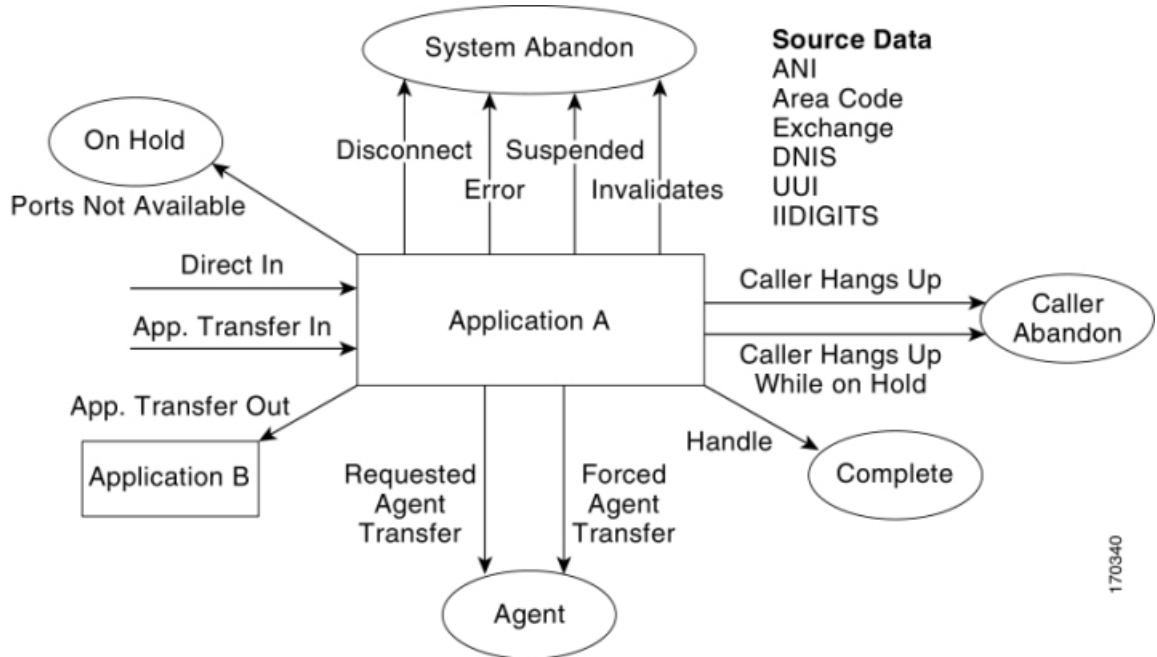 System Abandon
Source Data
ANI
Area Code
Exchange
DNIS
UUI
IIDIGITS
On Hold
Ports Not Available
Disconnect
Error
Suspended
Invalidates
Direct In
App. Transfer In
Application A
Caller Hangs Up
Caller
Abandon
Caller Hangs Up
While on Hold
App. Transfer Out
Application B
Requested
Agent
Transfer
Forced
Agent
Transfer
Handle
Complete
Agent
170340